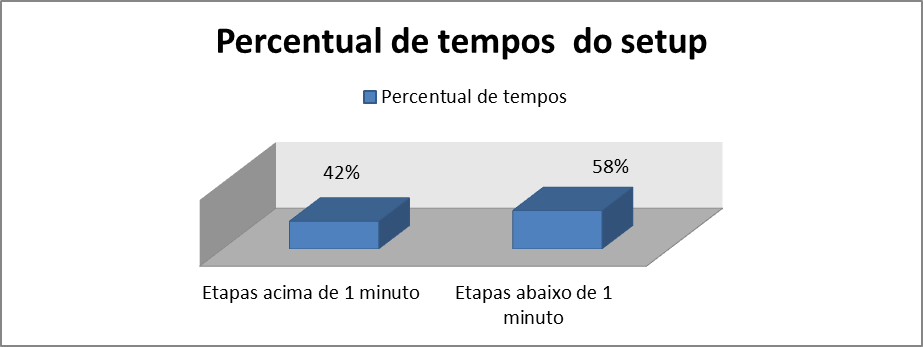 Percentual de tempos  do setup
Percentual de tempos
42%
58%
Etapas acima de 1 minuto
Etapas abaixo de 1
minuto